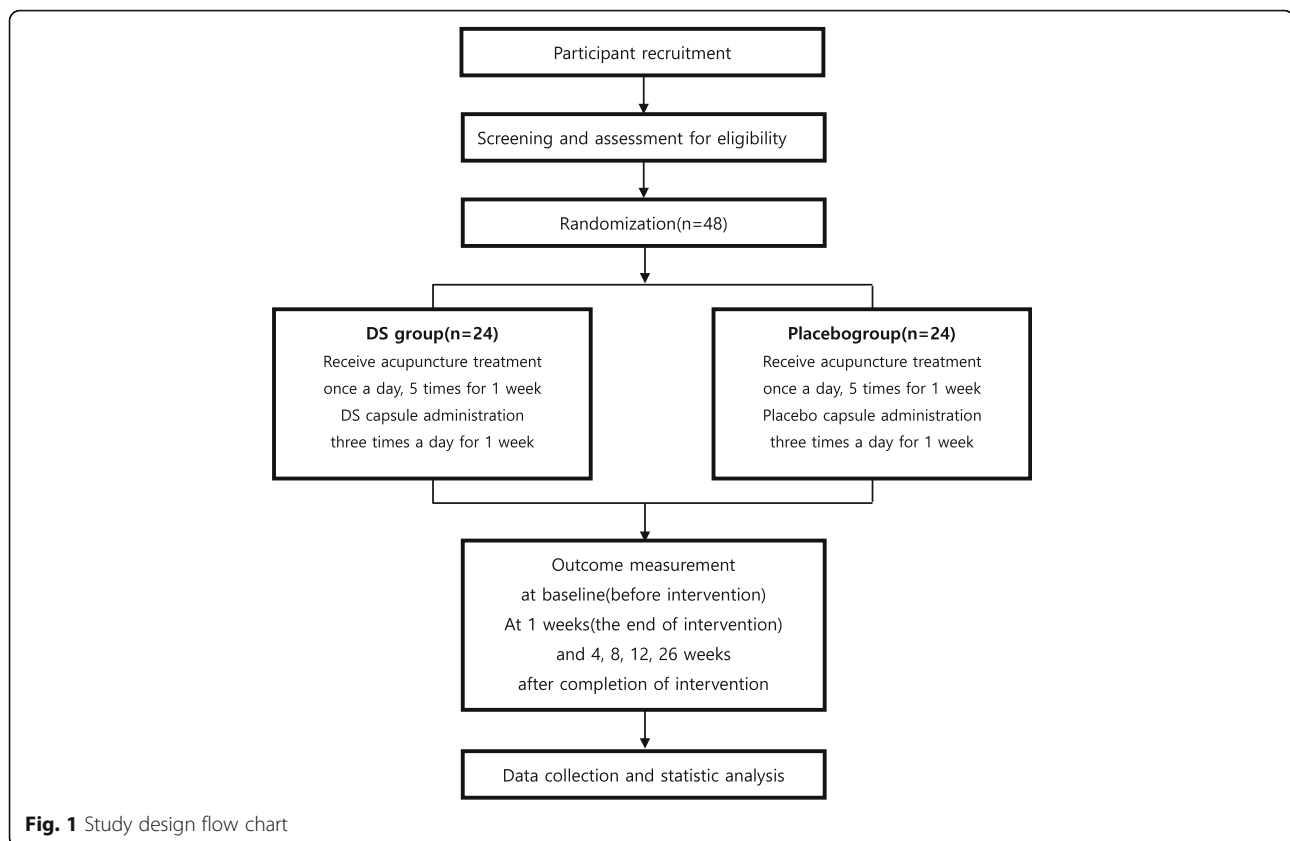 Participant recruitment
Screening and assessment for eligibility
Randomization(n=48)
DS group(n=24)
Receive acupuncture treatment
once a day, 5 times for 1 week
DS capsule administration
three times a day for 1 week
Placebogroup(n=24)
Receive acupuncture treatment
once a day, 5 times for 1 week
Placebo capsule administration
three times a day for 1 week
Outcome measurement
at baseline(before intervention)
At 1 weeks(the end of intervention)
and 4, 8, 12, 26 weeks
after completion of intervention
Data collection and statistic analysis
Fig. 1 Study design flow chart